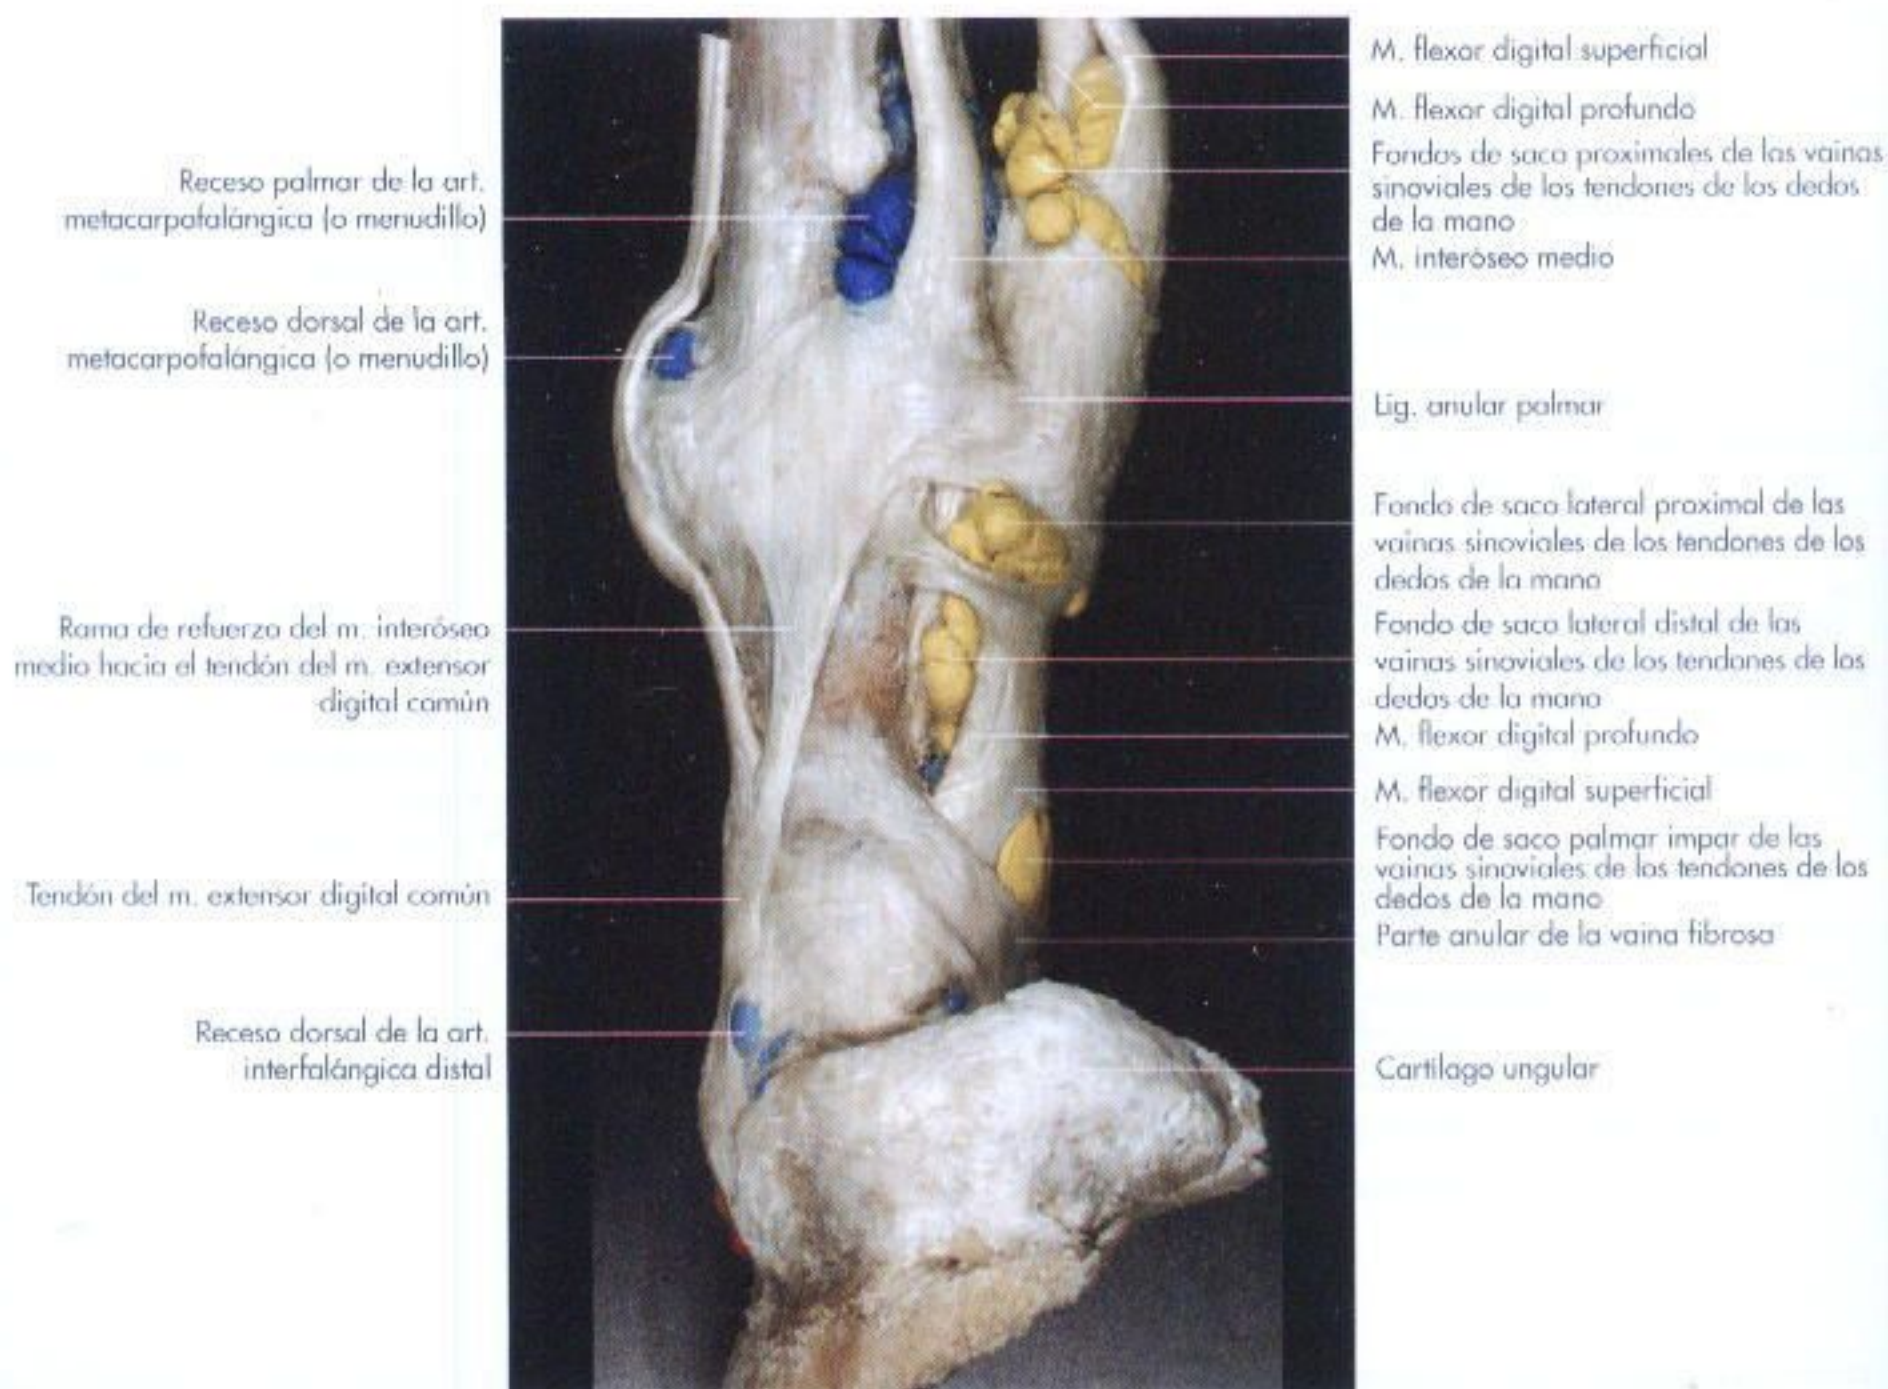 Receso palmar de la art.
metacarpofalángica (o menudillo)
Receso dorsal de la art.
metacarpofalángica (o menudillo)
Rama de refuerzo del m. interóseo
medio hacia el tendón del m. extensor
digital común
Tendón del m. extensor digital común
Receso dorsal de la art.
interfalángica distal
M. flexor digital superficial
M. flexor digital profundo
Fondos de saco proximales de las vainas
sinoviales de los tendones de los dedos
de la mano
M. interóseo medio
Lig. anular palmar
Fondo de saco lateral proximal de las
vainas sinoviales de los tendones de los
dedos de la mano
Fondo de saco lateral distal de las
vainas sinoviales de los tendones de los
dedos de la mano
M. flexor digital profundo
M. flexor digital superficial
Fondo de saco palmar impar de las
vainas sinoviales de los tendones de los
dedos de la mano
Parte anular de la vaina fibrosa
Cartílago ungular